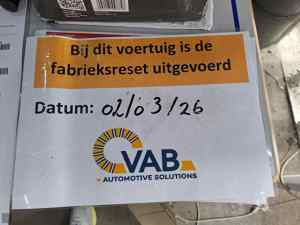 Bij dit voertuig is de
fabrieksreset uitgevoerd
Datum: 02/03/26
VAB
AUTOMOTIVE SOLUTIONS